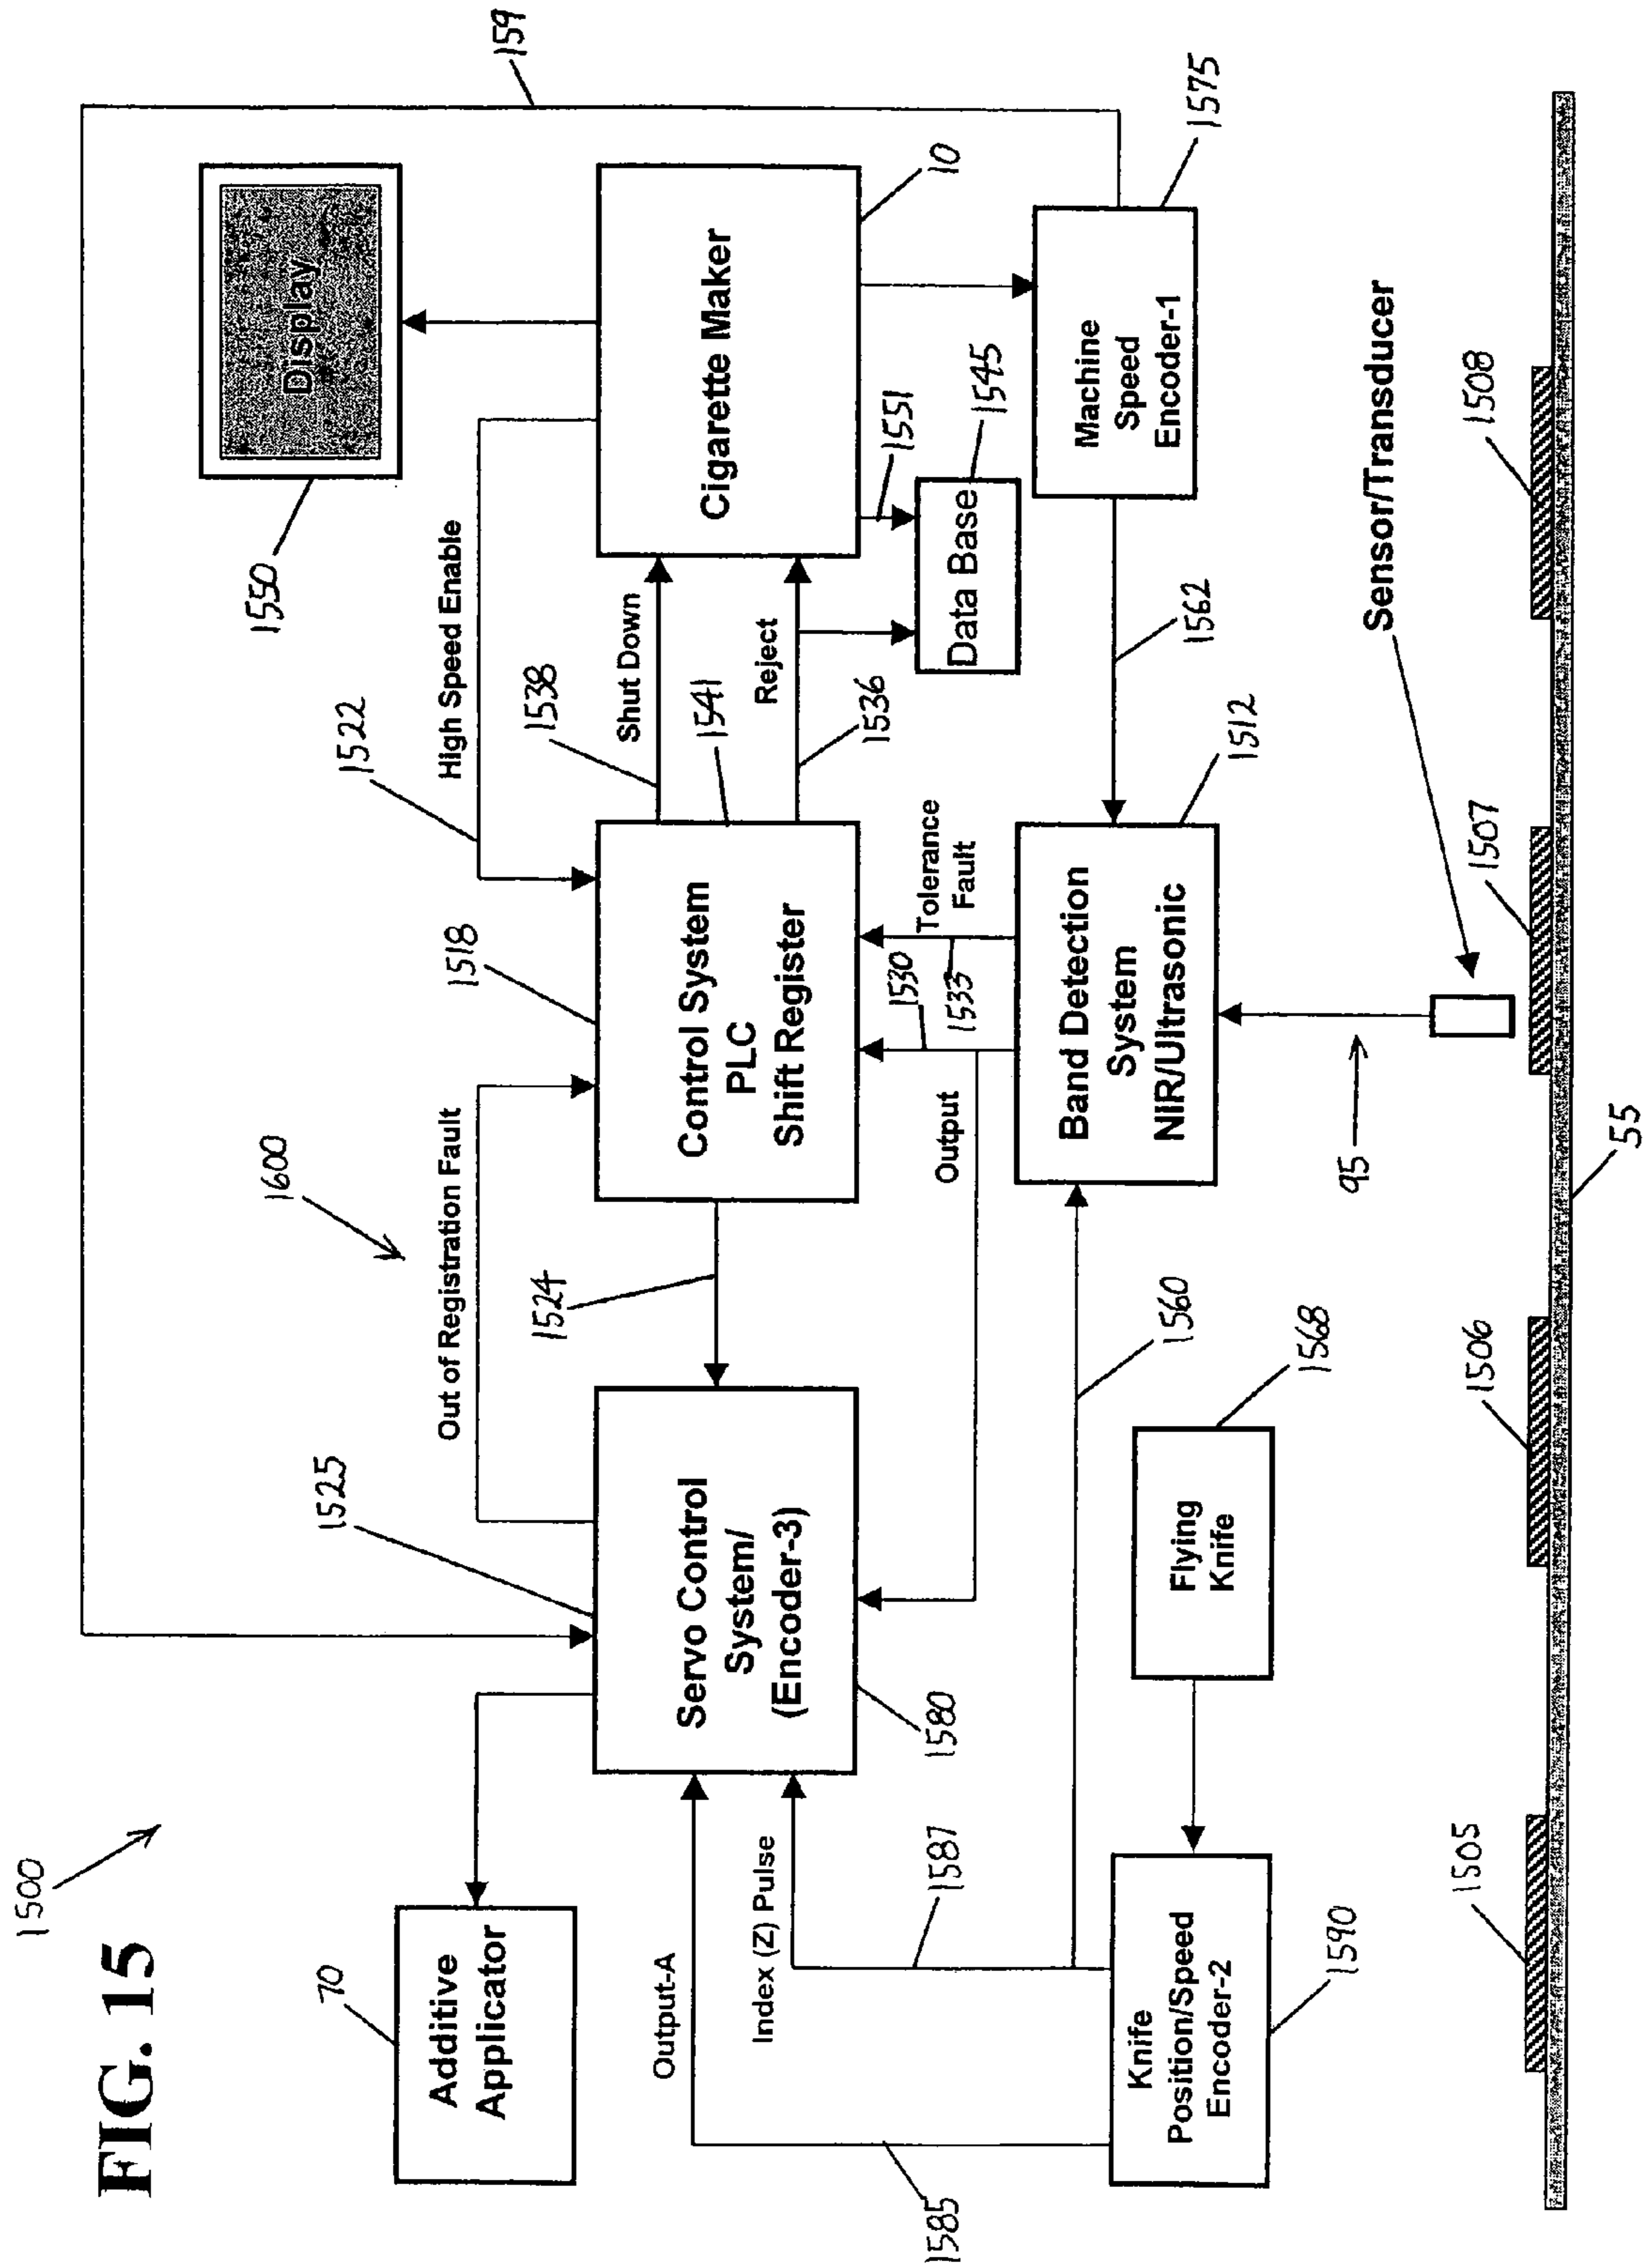 FIG. 15
1500
70
Additive
Applicator
1525
1600
Out of Registration Fault
1518
1522
High Speed Enable
1550
Display
159
Output-A
Index (Z) Pulse
Servo Control
System/
(Encoder-3)
1524
Control System
PLC
Shift Register
1538
Shut Down
1541
Reject
1536
Cigarette Maker
10
1551
1545
Data Base
1580
1585
1587
Output
1530
1533
Tolerance
Fault
Knife
Position/Speed
Encoder-2
1590
Flying
Knife
1568
1560
Band Detection
System
NIR/Ultrasonic
1512
1562
Machine
Speed
Encoder-1
1575
95
Sensor/Transducer
1505
1506
1507
1508
55